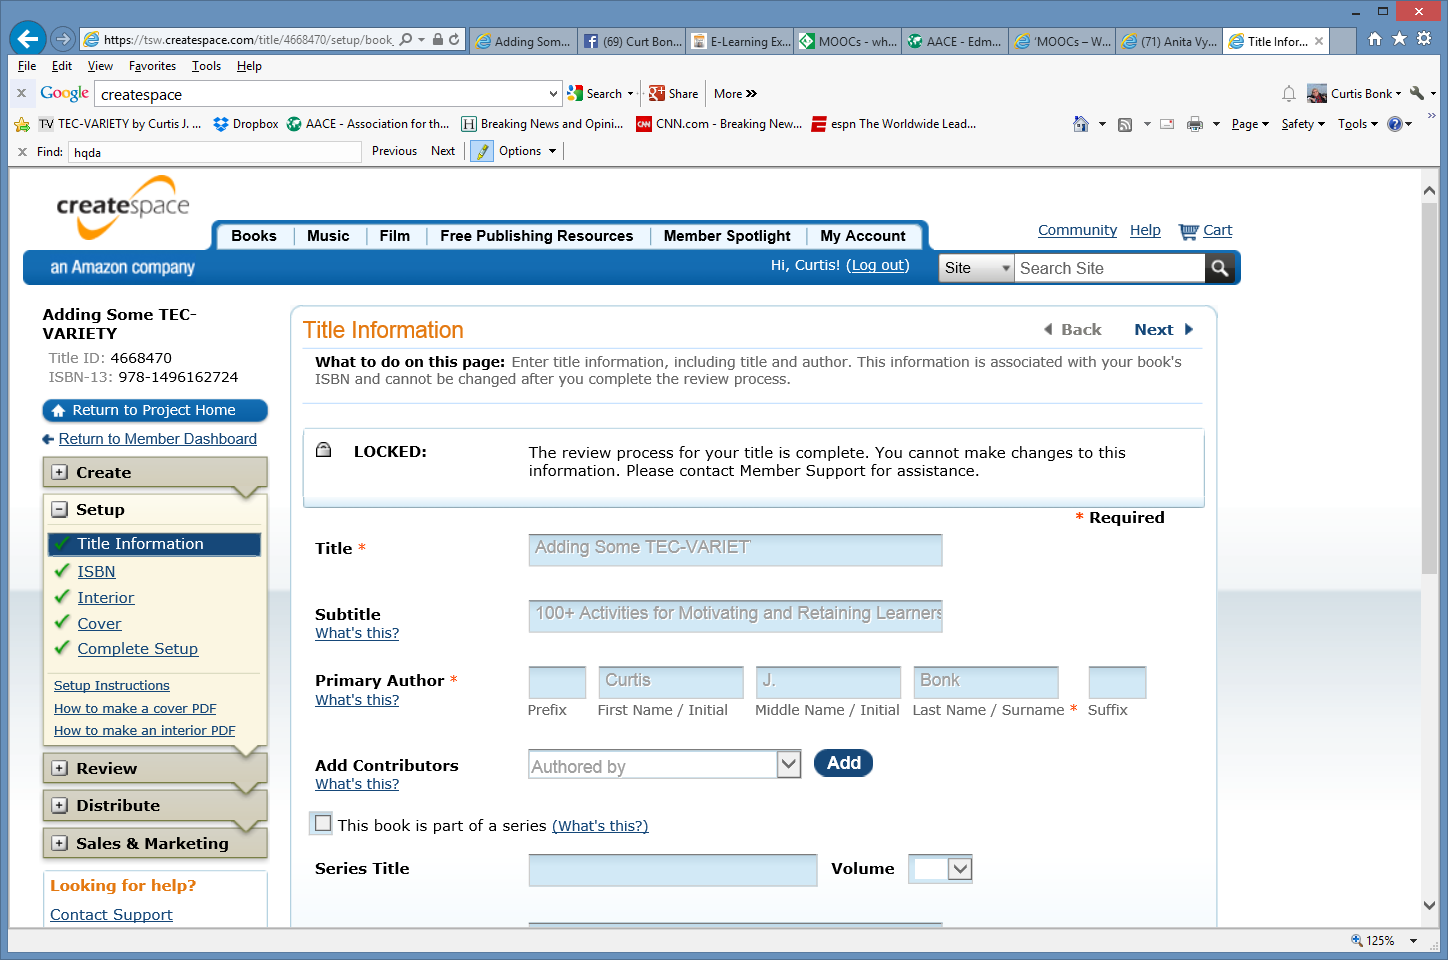 https://tsw.createspace.com/title/4668470/setup/book_
Adding Som...
(69) Curt Bon...
E-Learning Ex...
MOOCs - wh...
AACE - Edm...
'MOOCs – W...
(71) Anita Vy...
Title Infor...
File Edit View Favorites Tools Help
x Google createspace Search Share More » Curtis Bonk
TEC-VARIETY by Curtis J. ... Dropbox AACE - Association for th... Breaking News and Opini... CNN.com - Breaking New... espn The Worldwide Lead... Page Safety Tools
x Find: hqda Previous Next Options
createspace
an Amazon company
Books Music Film Free Publishing Resources Member Spotlight My Account
Community Help Cart
Hi, Curtis! (Log out) Site Search Site
Adding Some TEC-
VARIETY
Title ID: 4668470
ISBN-13: 978-1496162724
Return to Project Home
Return to Member Dashboard
+ Create
− Setup
Title Information
ISBN
Interior
Cover
Complete Setup
Setup Instructions
How to make a cover PDF
How to make an interior PDF
+ Review
+ Distribute
+ Sales & Marketing
Looking for help?
Contact Support
Title Information
Back Next
What to do on this page: Enter title information, including title and author. This information is associated with your book's
ISBN and cannot be changed after you complete the review process.
LOCKED: The review process for your title is complete. You cannot make changes to this
information. Please contact Member Support for assistance.
* Required
Title * Adding Some TEC-VARIET
Subtitle 100+ Activities for Motivating and Retaining Learners
What's this?
Primary Author * Curtis J. Bonk
What's this?
Prefix First Name / Initial Middle Name / Initial Last Name / Surname * Suffix
Add Contributors Authored by Add
What's this?
This book is part of a series (What's this?)
Series Title Volume
125%